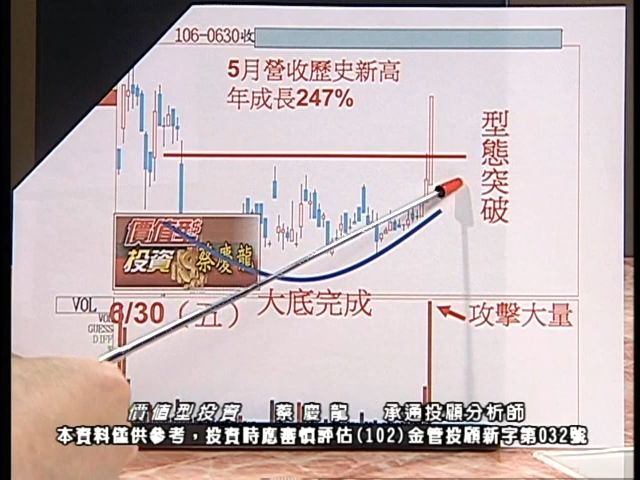 106-0630收
5月營收歷史新高
年成長247%
型態突破
價值型
投資 蔡慶龍
大底完成
VOL
6/30（五）
攻擊大量
VO
GUESS
DIFF
價值型投資 蔡慶龍 承通投顧分析師
本資料僅供參考，投資時應審慎評估(102)金管投顧新字第032號